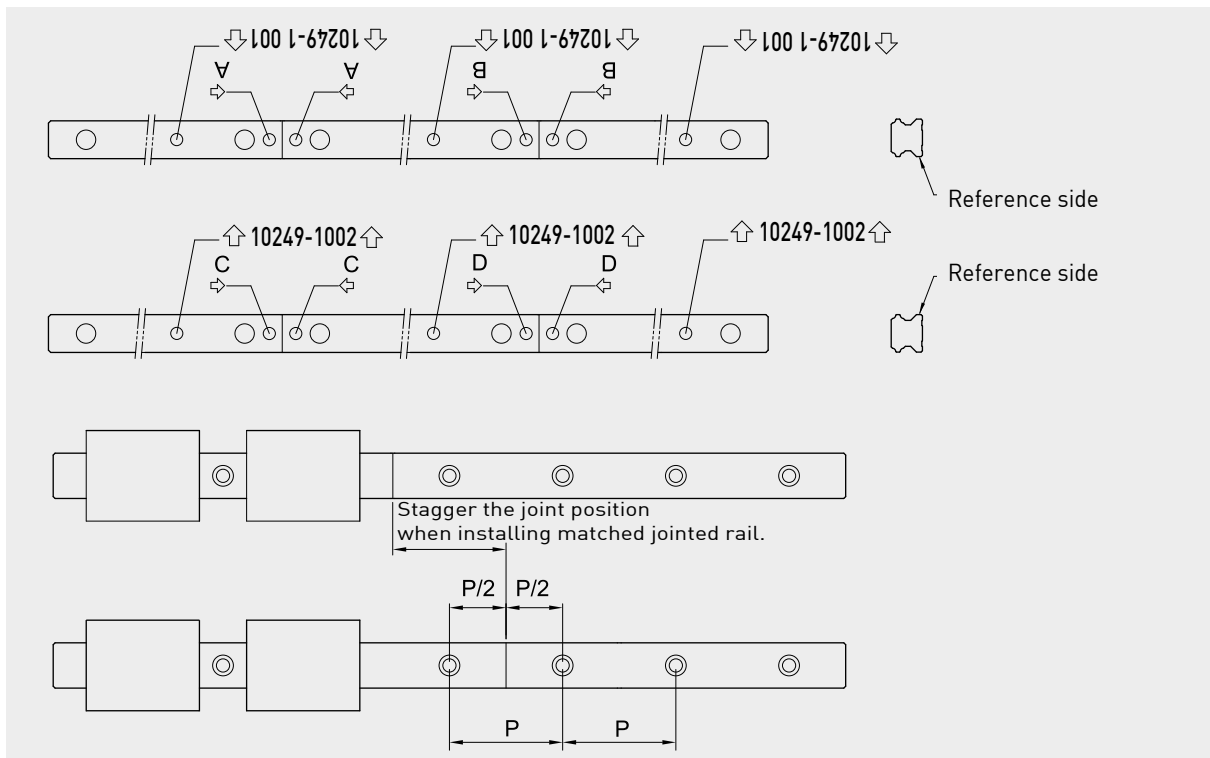 10249-1 001 10249-1 001 10249-1 001
A A B B
Reference side
10249-1002 10249-1002 10249-1002
C C D D
Reference side
Stagger the joint position
when installing matched jointed rail.
P/2 P/2
P P